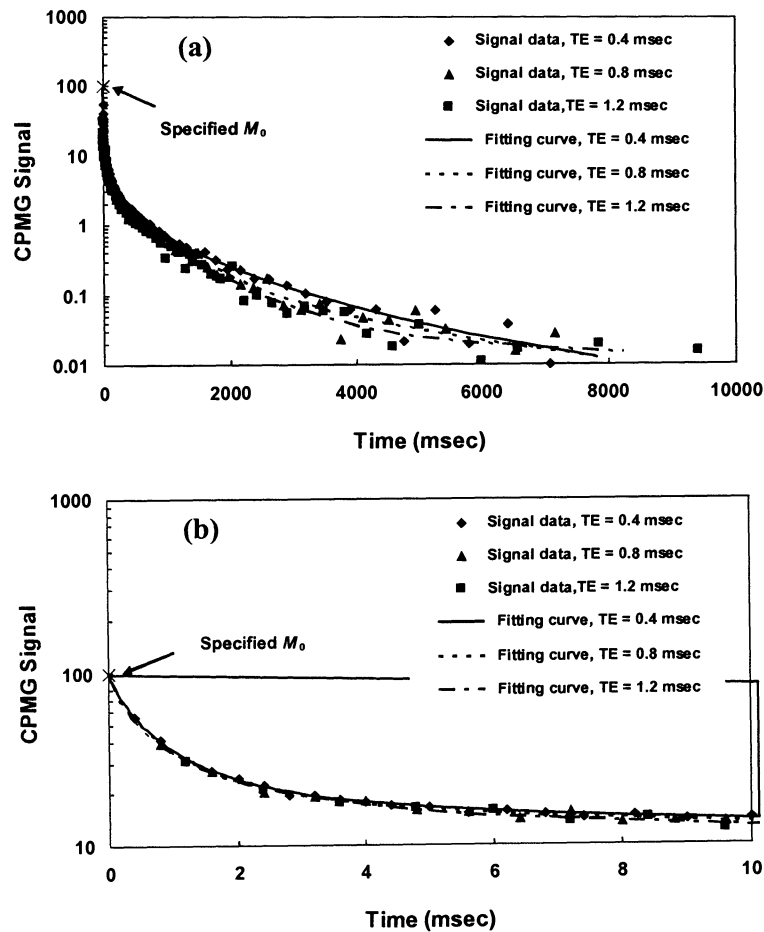 (a)
1000
100
10
1
0.1
0.01
CPMG Signal
Specified M₀
Signal data, TE = 0.4 msec
Signal data, TE = 0.8 msec
Signal data,TE = 1.2 msec
Fitting curve, TE = 0.4 msec
Fitting curve, TE = 0.8 msec
Fitting curve, TE = 1.2 msec
0 2000 4000 6000 8000 10000
Time (msec)
(b)
1000
100
10
CPMG Signal
Specified M₀
Signal data, TE = 0.4 msec
Signal data, TE = 0.8 msec
Signal data,TE = 1.2 msec
Fitting curve, TE = 0.4 msec
Fitting curve, TE = 0.8 msec
Fitting curve, TE = 1.2 msec
0 2 4 6 8 10
Time (msec)